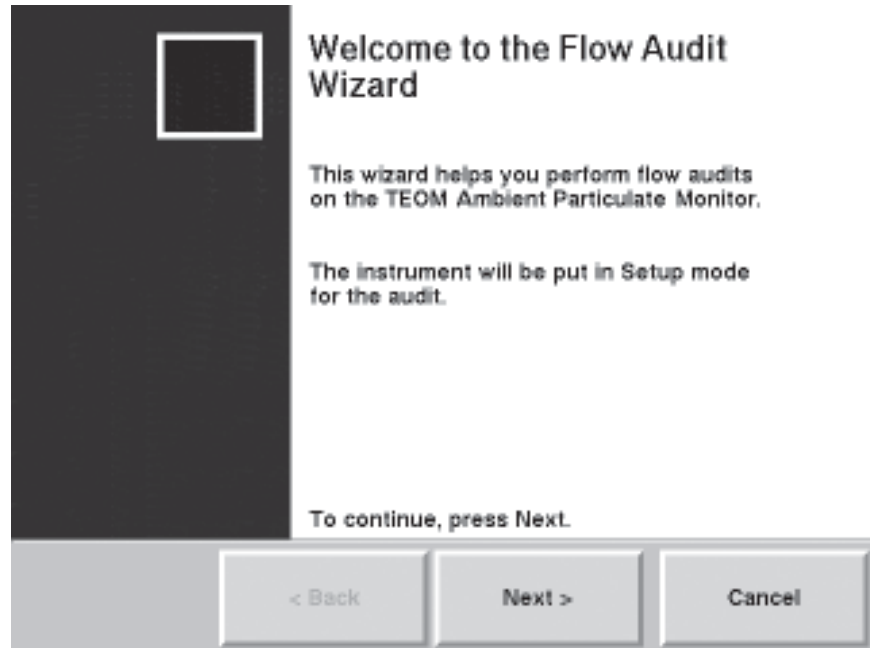 Welcome to the Flow Audit
Wizard
This wizard helps you perform flow audits
on the TEOM Ambient Particulate Monitor.
The instrument will be put in Setup mode
for the audit.
To continue, press Next.
< Back
Next >
Cancel